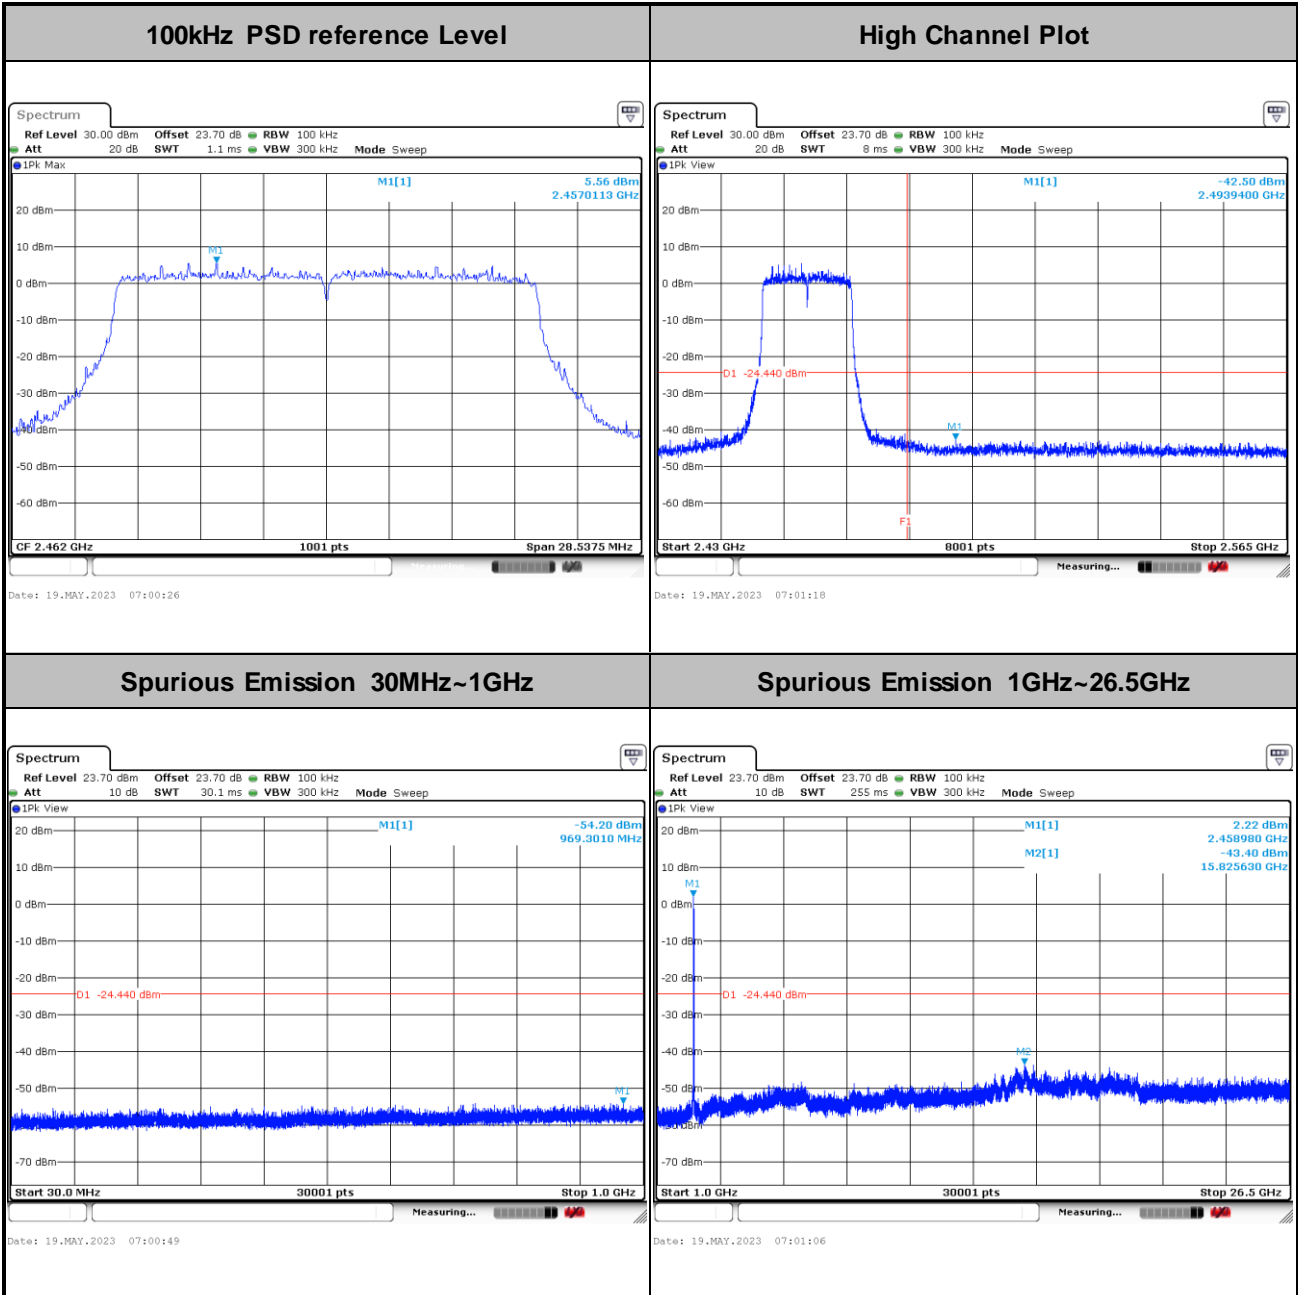 100kHz PSD reference Level
High Channel Plot
Spectrum
Ref Level 30.00 dBm Offset 23.70 dB RBW 100 kHz
Att 20 dB SWT 1.1 ms VBW 300 kHz Mode Sweep
1Pk Max
M1[1] 5.56 dBm
2.4570113 GHz
20 dBm
10 dBm
M1
0 dBm
-10 dBm
-20 dBm
-30 dBm
-40 dBm
-50 dBm
-60 dBm
CF 2.462 GHz 1001 pts Span 28.5375 MHz
Measuring...
Date: 19.MAY.2023 07:00:26
Spectrum
Ref Level 30.00 dBm Offset 23.70 dB RBW 100 kHz
Att 20 dB SWT 8 ms VBW 300 kHz Mode Sweep
1Pk View
M1[1] -42.50 dBm
2.4939400 GHz
20 dBm
10 dBm
0 dBm
-10 dBm
-20 dBm
D1 -24.440 dBm
-30 dBm
-40 dBm
M1
-50 dBm
-60 dBm
F1
Start 2.43 GHz 8001 pts Stop 2.565 GHz
Measuring...
Date: 19.MAY.2023 07:01:18
Spurious Emission 30MHz~1GHz
Spurious Emission 1GHz~26.5GHz
Spectrum
Ref Level 23.70 dBm Offset 23.70 dB RBW 100 kHz
Att 10 dB SWT 30.1 ms VBW 300 kHz Mode Sweep
1Pk View
M1[1] -54.20 dBm
969.3010 MHz
20 dBm
10 dBm
0 dBm
-10 dBm
-20 dBm
D1 -24.440 dBm
-30 dBm
-40 dBm
-50 dBm
M1
-70 dBm
Start 30.0 MHz 30001 pts Stop 1.0 GHz
Measuring...
Date: 19.MAY.2023 07:00:49
Spectrum
Ref Level 23.70 dBm Offset 23.70 dB RBW 100 kHz
Att 10 dB SWT 255 ms VBW 300 kHz Mode Sweep
1Pk View
M1[1] 2.22 dBm
2.458980 GHz
M2[1] -43.40 dBm
15.825630 GHz
20 dBm
10 dBm
M1
0 dBm
-10 dBm
-20 dBm
D1 -24.440 dBm
-30 dBm
-40 dBm
M2
-50 dBm
-60 dBm
-70 dBm
Start 1.0 GHz 30001 pts Stop 26.5 GHz
Measuring...
Date: 19.MAY.2023 07:01:06